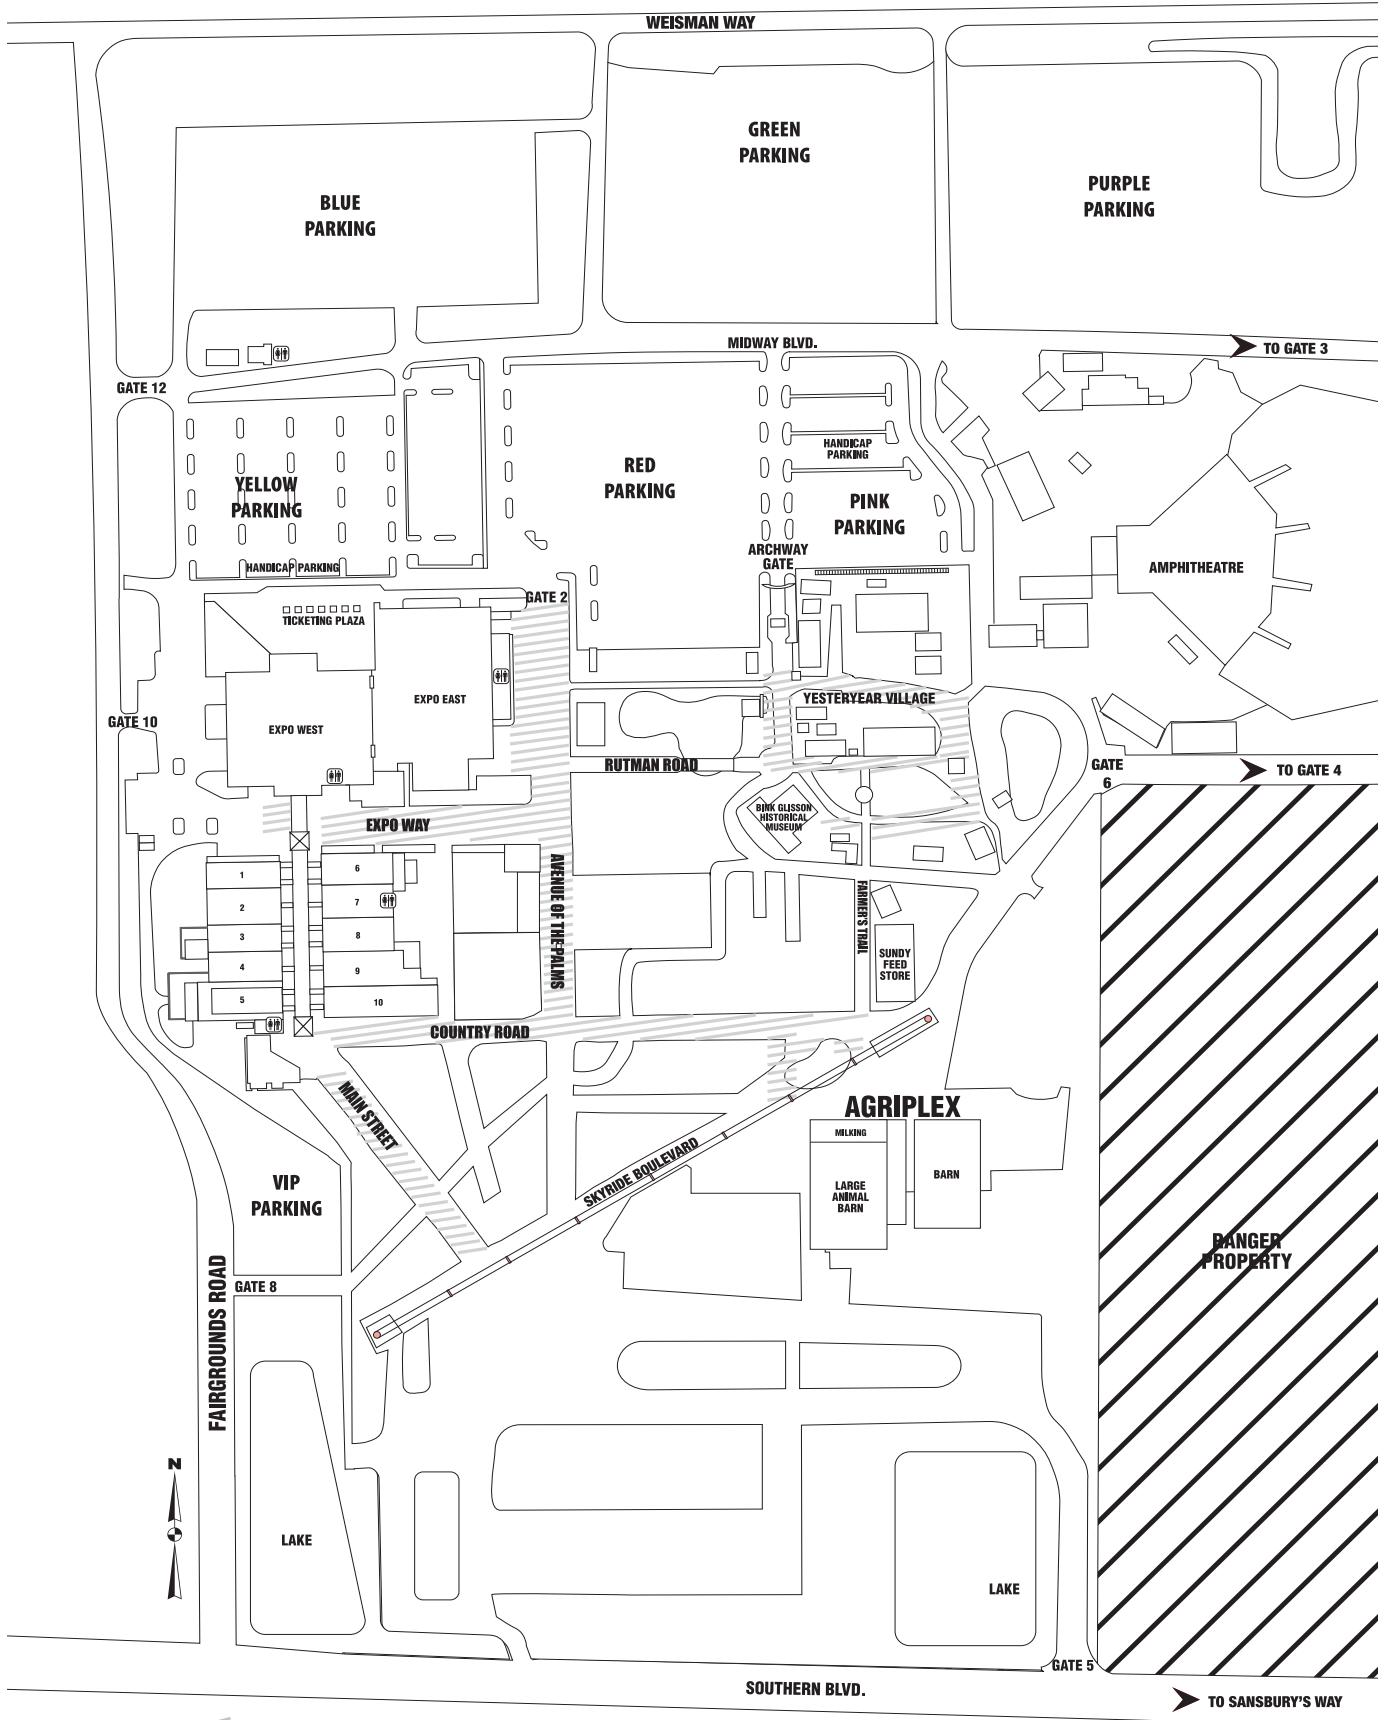 WEISMAN WAY
GREEN
PARKING
PURPLE
PARKING
BLUE
PARKING
MIDWAY BLVD.
TO GATE 3
GATE 12
HANDICAP
PARKING
RED
PARKING
YELLOW
PARKING
PINK
PARKING
ARCHWAY
GATE
HANDICAP PARKING
AMPHITHEATRE
GATE 2
TICKETING PLAZA
EXPO EAST
YESTERYEAR VILLAGE
GATE 10
EXPO WEST
RUTMAN ROAD
GATE
6
TO GATE 4
BINK GLISSON
HISTORICAL
MUSEUM
EXPO WAY
1
6
2
7
3
8
4
9
5
10
AVENUE OF THE PALMS
FARMER'S TRAIL
SUNDY
FEED
STORE
COUNTRY ROAD
MAIN STREET
AGRIPLEX
MILKING
SKYRIDE BOULEVARD
BARN
LARGE
ANIMAL
BARN
VIP
PARKING
RANGER
PROPERTY
GATE 8
FAIRGROUNDS ROAD
N
LAKE
LAKE
GATE 5
SOUTHERN BLVD.
TO SANSBURY'S WAY